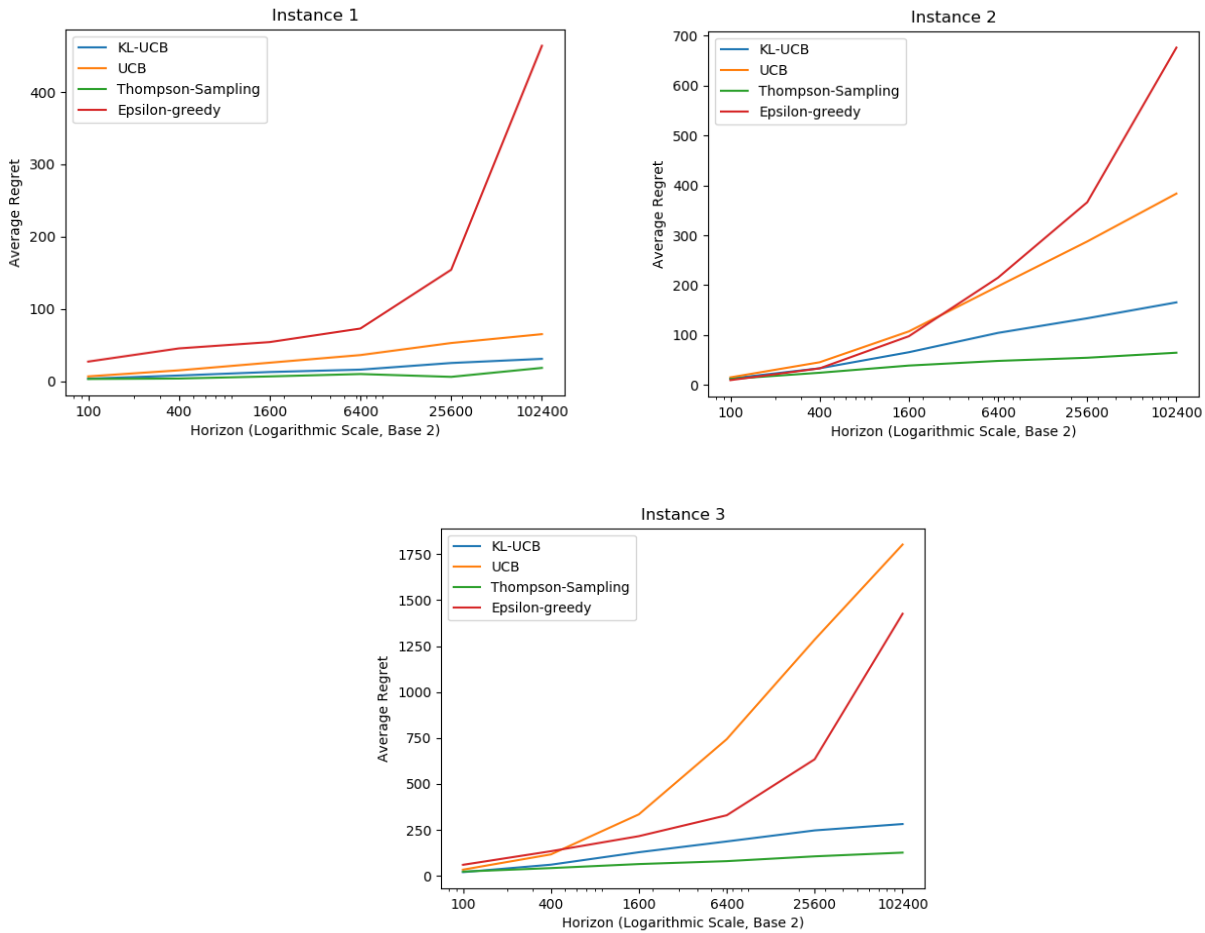 Instance 1
KL-UCB
UCB
Thompson-Sampling
Epsilon-greedy
400
300
200
100
0
Average Regret
100 400 1600 6400 25600 102400
Horizon (Logarithmic Scale, Base 2)
Instance 2
KL-UCB
UCB
Thompson-Sampling
Epsilon-greedy
700
600
500
400
300
200
100
0
Average Regret
100 400 1600 6400 25600 102400
Horizon (Logarithmic Scale, Base 2)
Instance 3
KL-UCB
UCB
Thompson-Sampling
Epsilon-greedy
1750
1500
1250
1000
750
500
250
0
Average Regret
100 400 1600 6400 25600 102400
Horizon (Logarithmic Scale, Base 2)